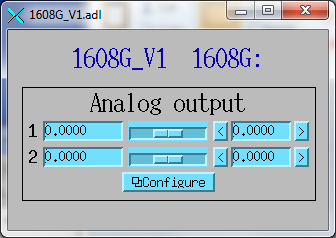 1608G_V1.adl
1608G_V1 1608G:
Analog output
1 0.0000 < 0.0000 >
2 0.0000 < 0.0000 >
Configure